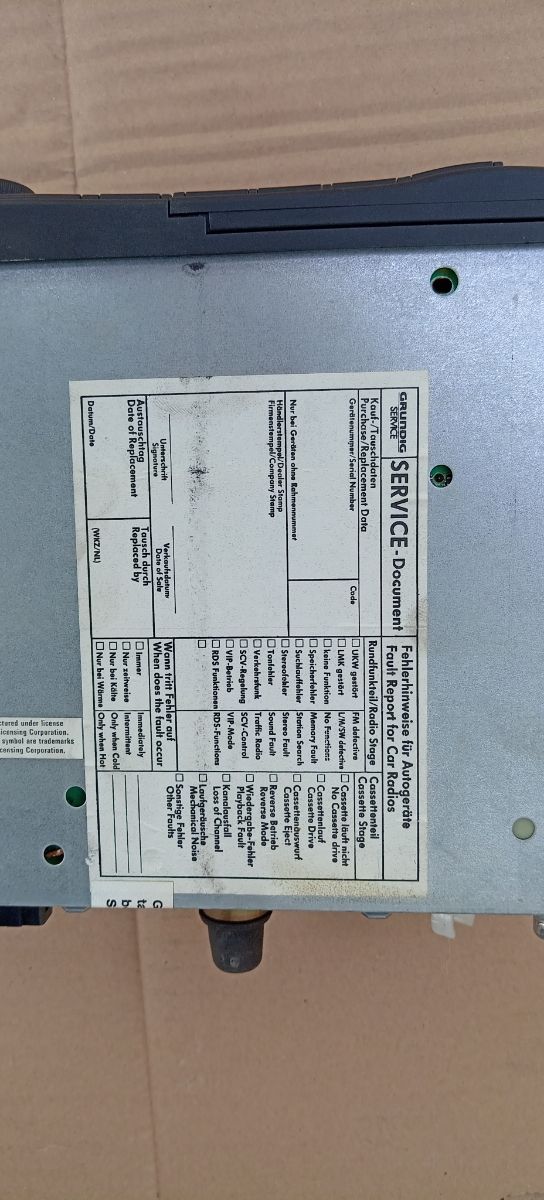 GRUNDIG
SERVICE
SERVICE-Document
Kauf-/Tauschdaten
Purchase/Replacement Data
Gerätenumper/Serial Number
Code
Nur bei Geräten ohne Rahmennummer
Händlerstempel/Dealer Stamp
Firmenstempel/Company Stamp
Unterschrift
Signature
Verkaufsdatum
Date of Sale
Austauschtag
Date of Replacement
Tausch durch
Replaced by
Datum/Date
(WKZ/NL)
Fehlerhinweise für Autogeräte
Fault Report for Car Radios
Rundfunkteil/Radio Stage
UKW gestört FM defective
LMK gestört L/M/SW defective
keine Funktion No Functions
Speicherfehler Memory Fault
Suchlauffehler Station Search
Stereofehler Stereo Fault
Tonfehler Sound Fault
Verkehrsfunk Traffic Radio
SCV-Regelung SCV-Control
VIP-Betrieb VIP-Mode
RDS Funktionen RDS-Functions
Cassettenteil
Cassette Stage
Cassette läuft nicht
No Cassette drive
Cassettenlauf
Cassette Drive
Cassettenauswurf
Cassette Eject
Reverse Betrieb
Reverse Mode
Wiedergabe-Fehler
Playback Fault
Kanalausfall
Loss of Channel
Laufgeräusche
Mechanical Noise
Sonstige Fehler
Other Faults
Wann tritt Fehler auf
When does the fault occur
Immer Immediately
Nur zeitweise Intermittent
Nur bei Kälte Only when Cold
Nur bei Wärme Only when Hot
ctured under license
icensing Corporation.
symbol are trademarks
censing Corporation.
G
S